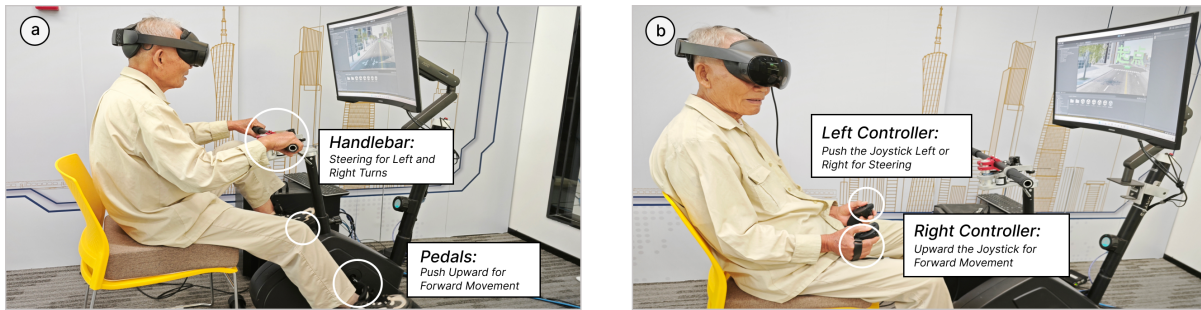 a
Handlebar:
Steering for Left and
Right Turns
Pedals:
Push Upward for
Forward Movement
b
Left Controller:
Push the Joystick Left or
Right for Steering
Right Controller:
Upward the Joystick for
Forward Movement